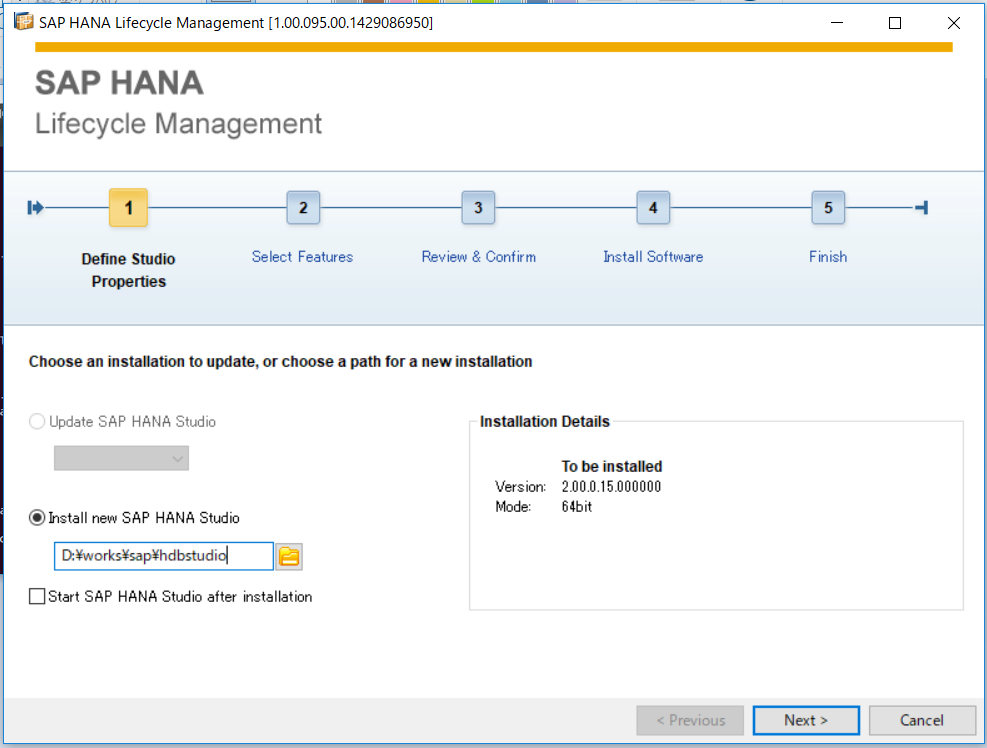 SAP HANA Lifecycle Management [1.00.095.00.1429086950]
SAP HANA
Lifecycle Management
1 2 3 4 5
Define Studio
Properties
Select Features
Review & Confirm
Install Software
Finish
Choose an installation to update, or choose a path for a new installation
Update SAP HANA Studio
Install new SAP HANA Studio
D:¥works¥sap¥hdbstudio
Start SAP HANA Studio after installation
Installation Details
To be installed
Version: 2.00.0.15.000000
Mode: 64bit
< Previous
Next >
Cancel